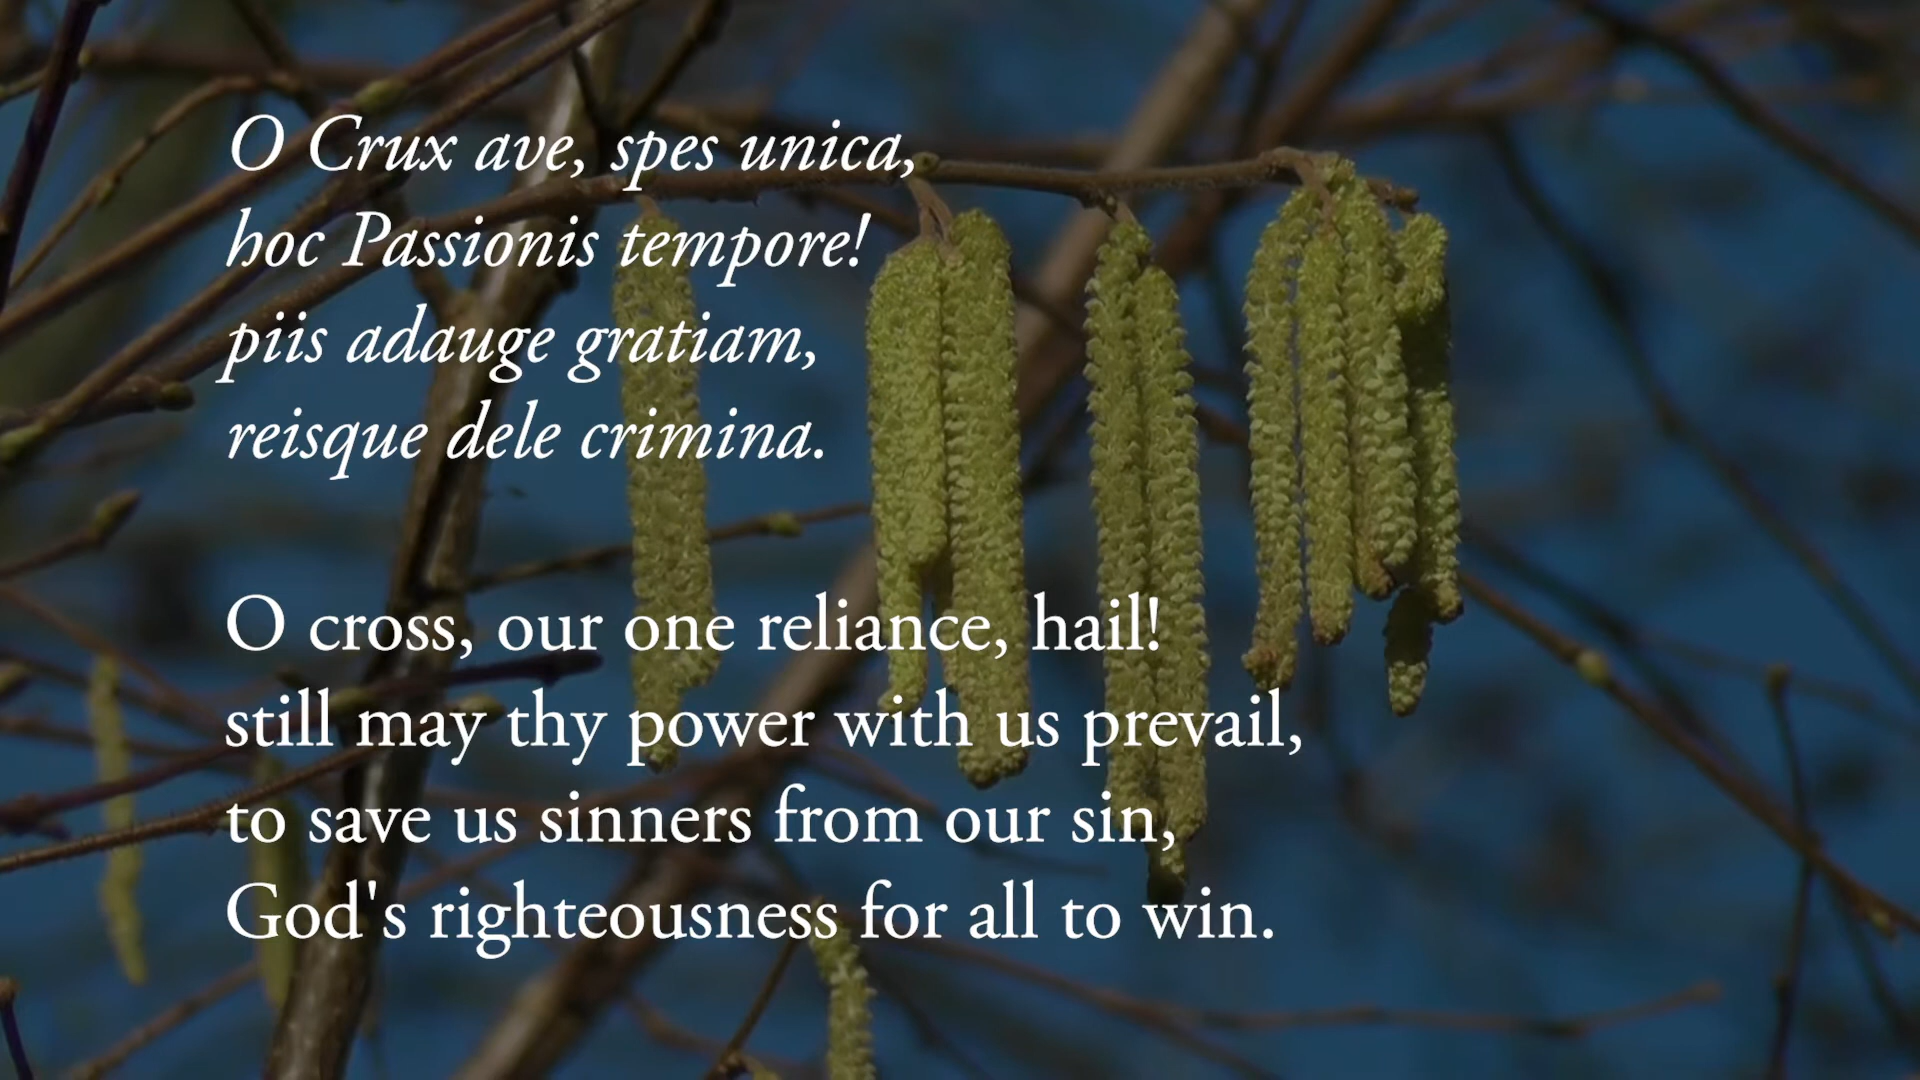 O Crux ave, spes unica,
hoc Passionis tempore!
piis adauge gratiam,
reisque dele crimina.
O cross, our one reliance, hail!
still may thy power with us prevail,
to save us sinners from our sin,
God's righteousness for all to win.